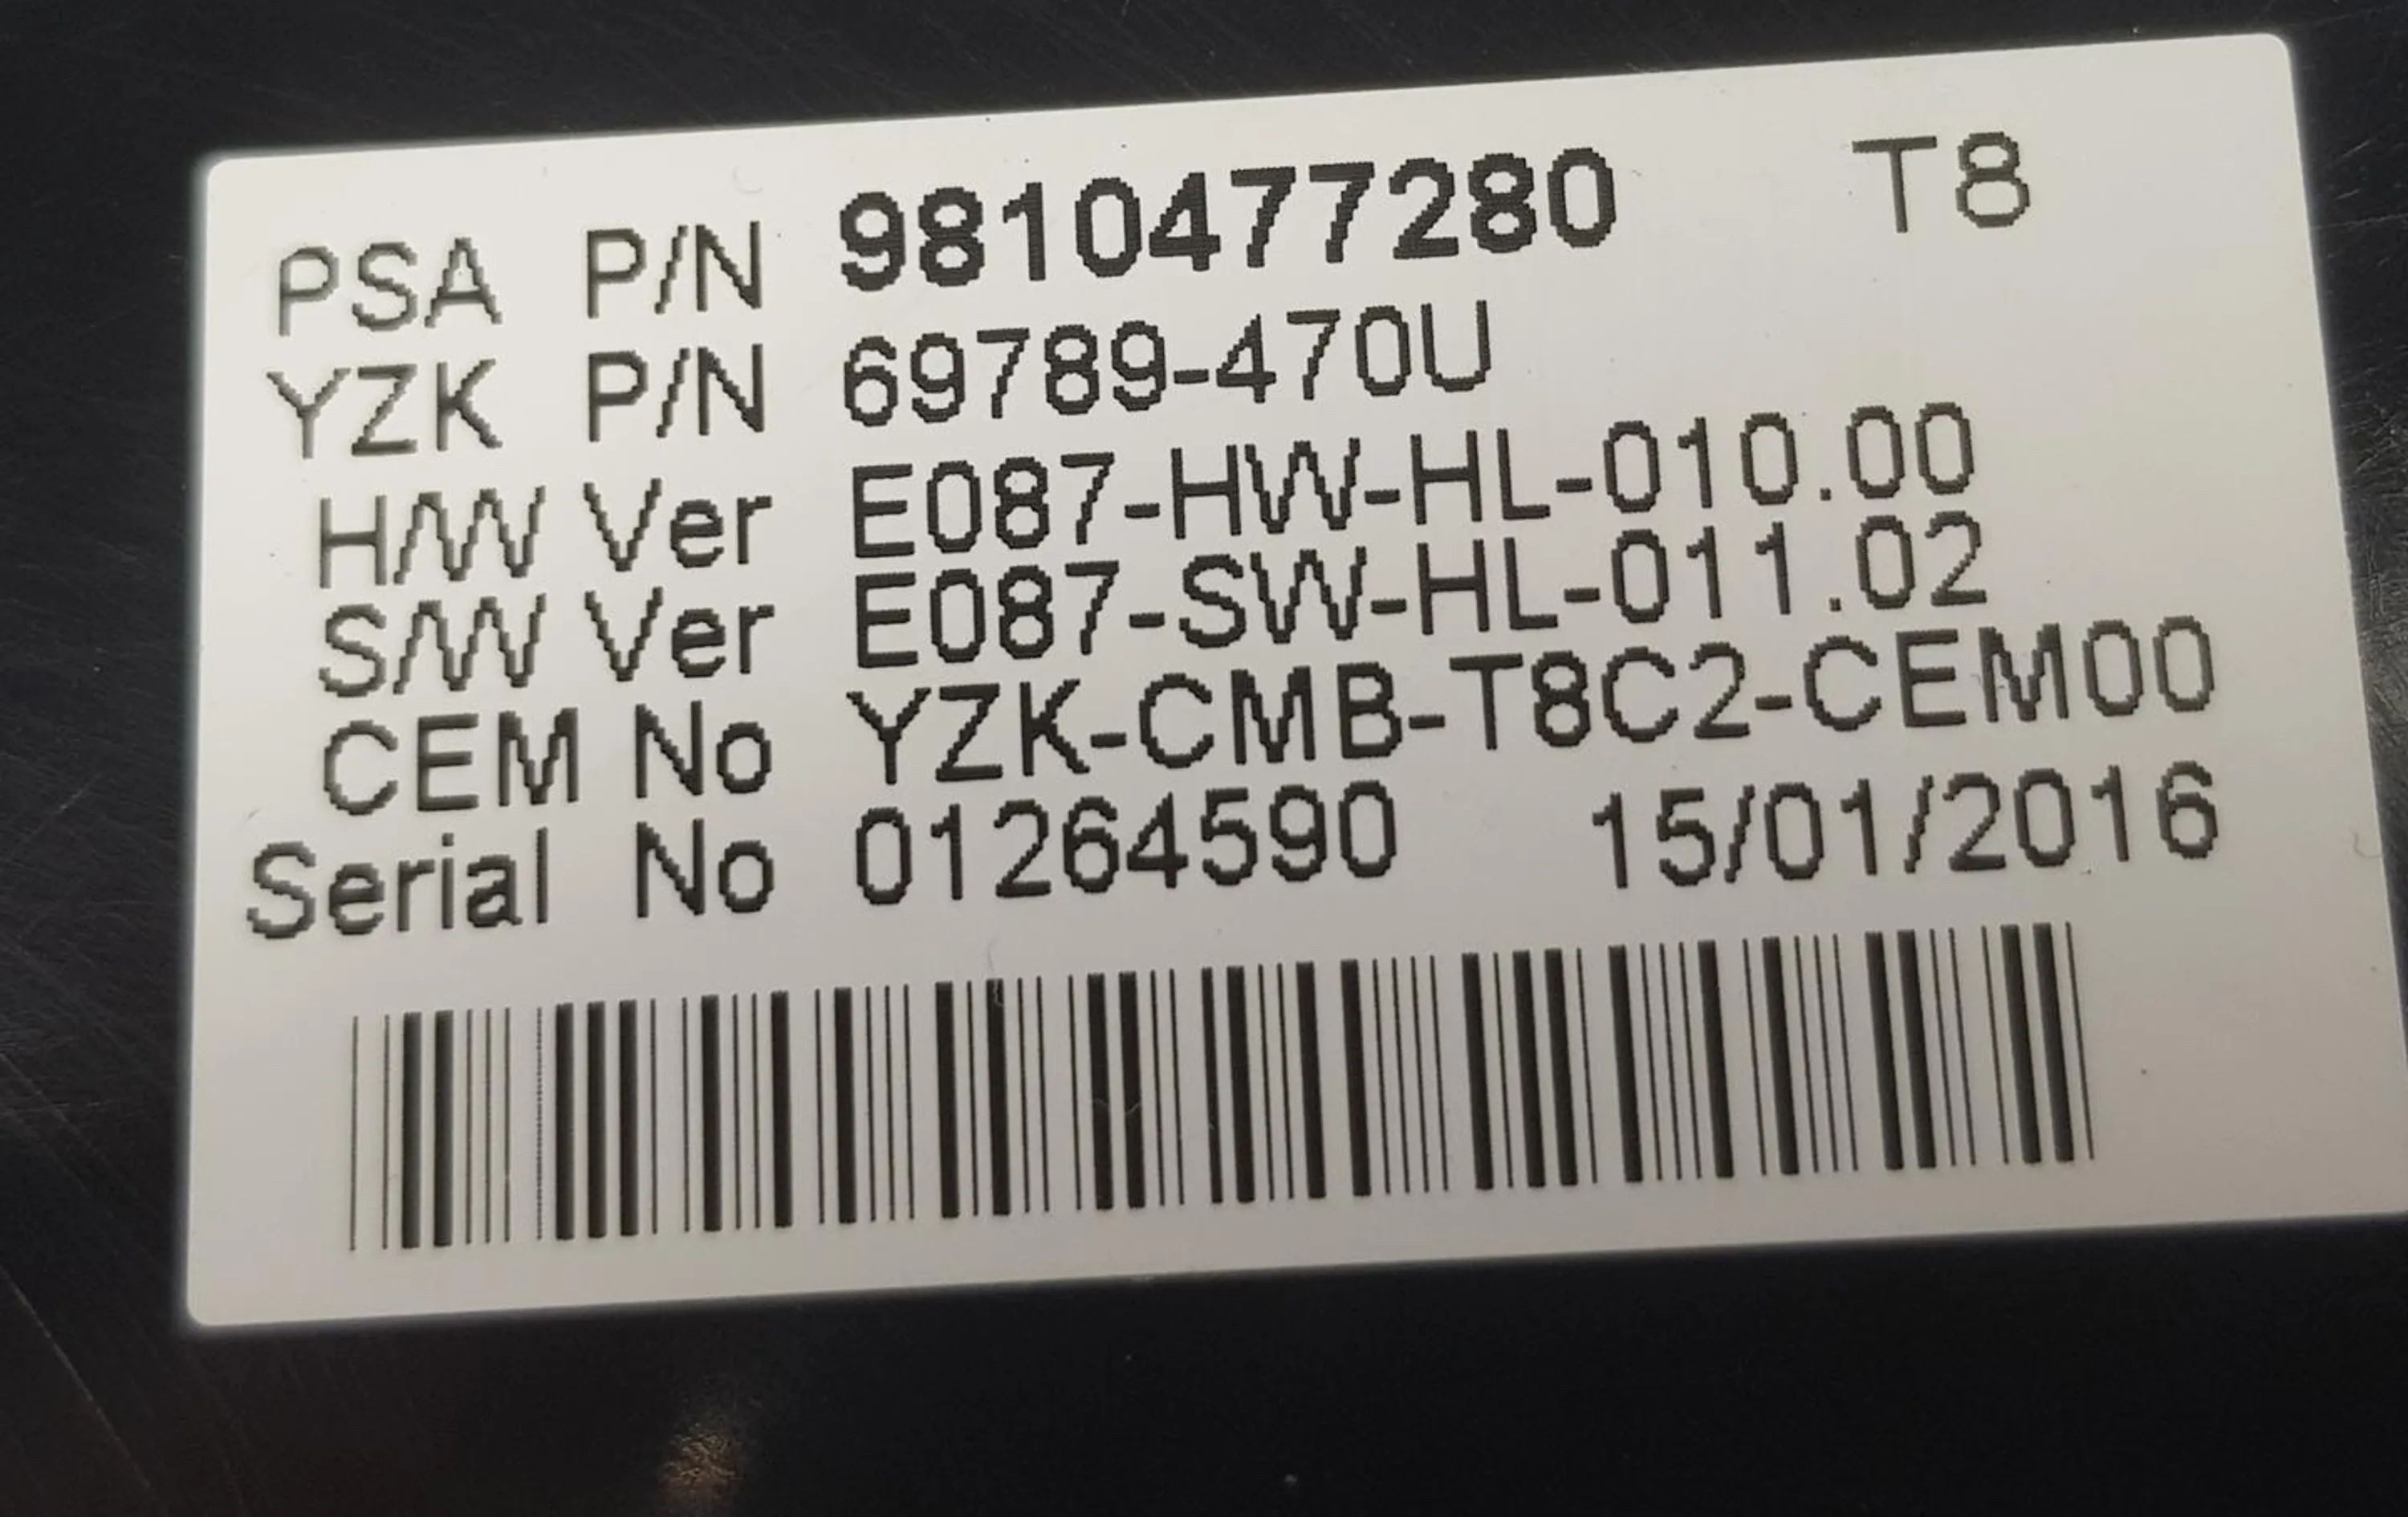 PSA P/N 9810477280 T8
YZK P/N 69789-470U
H/W Ver E087-HW-HL-010.00
S/W Ver E087-SW-HL-011.02
CEM No YZK-CMB-T8C2-CEM00
Serial No 01264590 15/01/2016